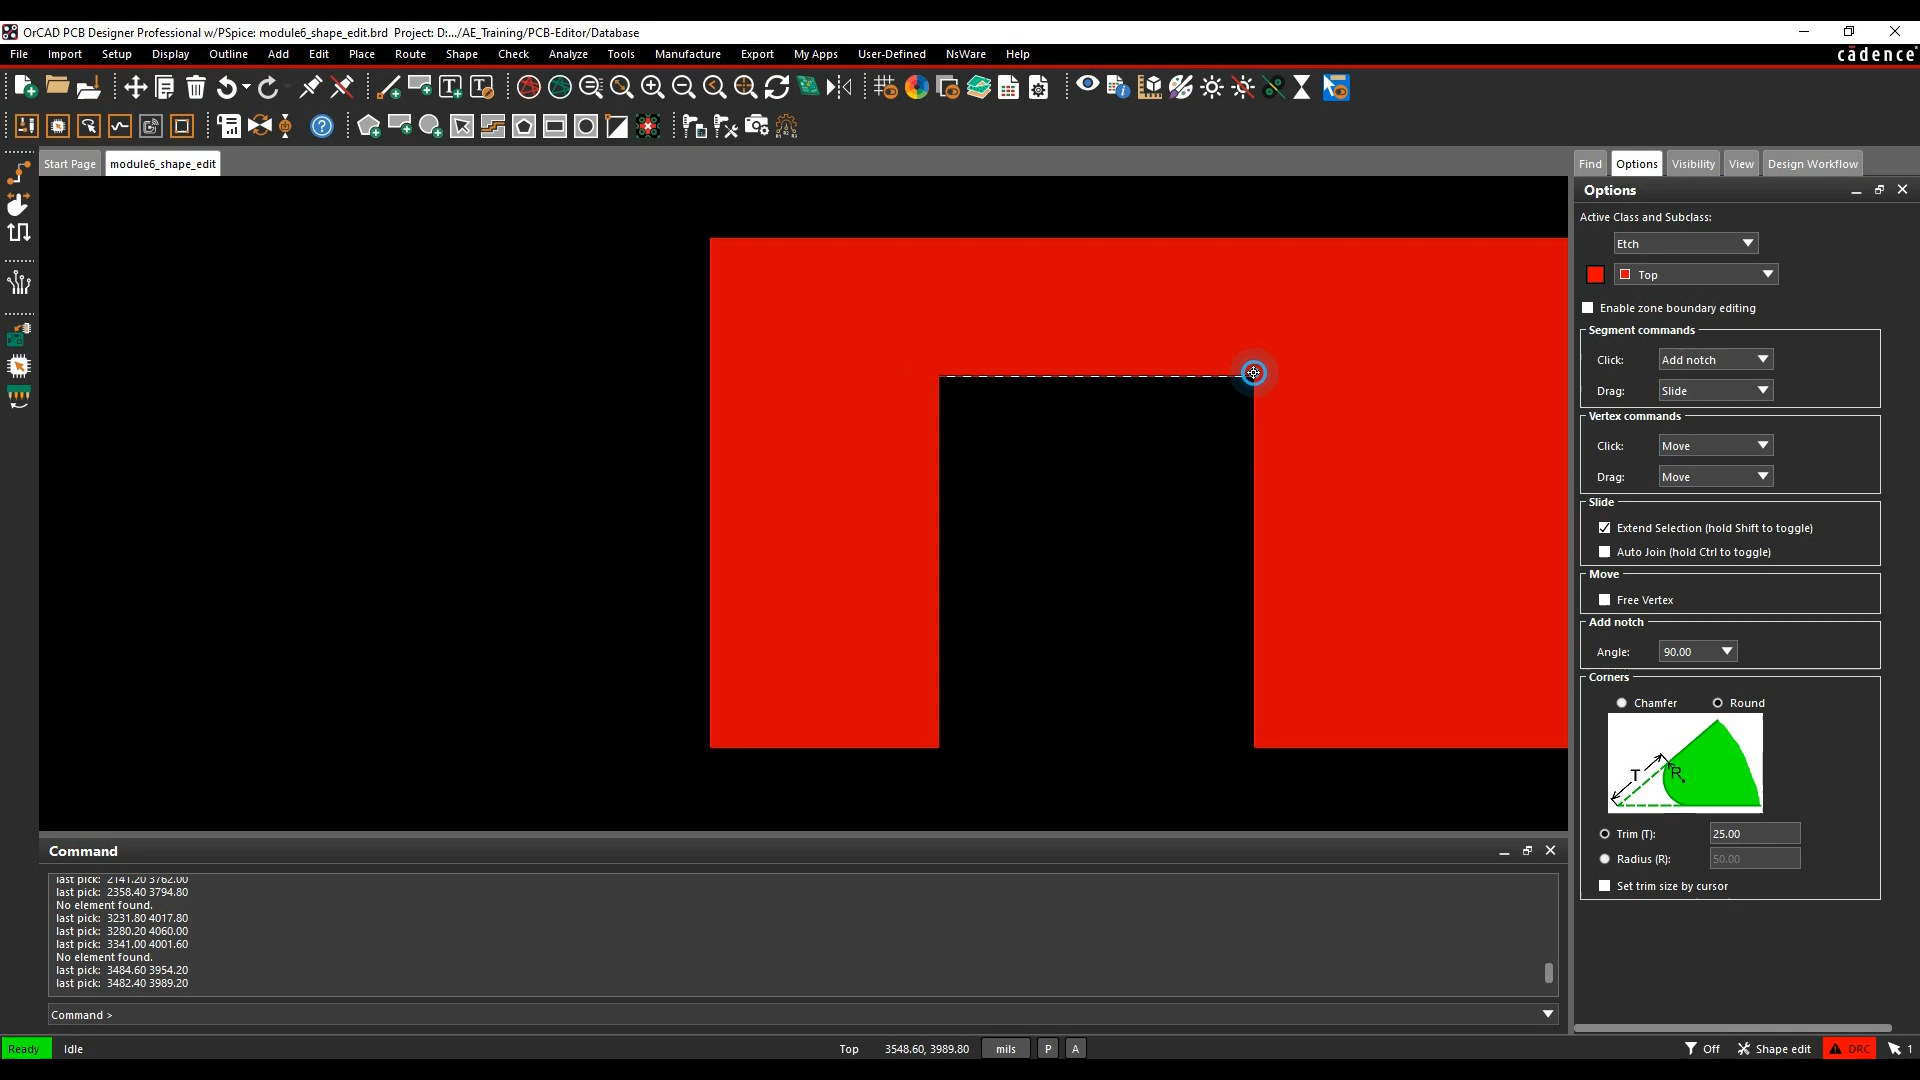 OrCAD PCB Designer Professional w/PSpice: module6_shape_edit.brd  Project: D:.../AE_Training/PCB-Editor/Database
File Import Setup Display Outline Add Edit Place Route Shape Check Analyze Tools Manufacture Export My Apps User-Defined NsWare Help
cādence
Start Page module6_shape_edit
Find Options Visibility View Design Workflow
Options
Active Class and Subclass:
Etch
Top
Enable zone boundary editing
Segment commands
Click: Add notch
Drag: Slide
Vertex commands
Click: Move
Drag: Move
Slide
Extend Selection (hold Shift to toggle)
Auto Join (hold Ctrl to toggle)
Move
Free Vertex
Add notch
Angle: 90.00
Corners
Chamfer Round
T R
Trim (T): 25.00
Radius (R): 50.00
Set trim size by cursor
Command
last pick:  2141.20 3762.00
last pick:  2358.40 3794.80
No element found.
last pick:  3231.80 4017.80
last pick:  3280.20 4060.00
last pick:  3341.00 4001.60
No element found.
last pick:  3484.60 3954.20
last pick:  3482.40 3989.20
Command >
Ready Idle Top 3548.60, 3989.80 mils P A Off Shape edit DRC 1